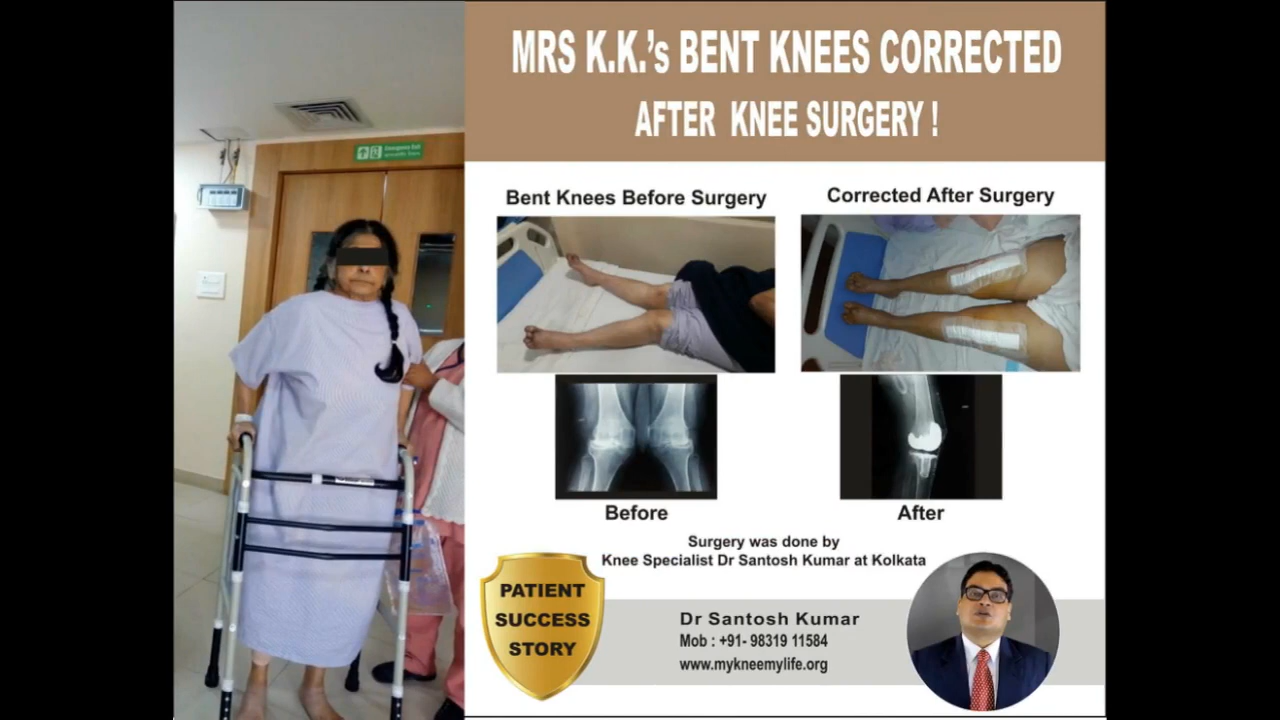 MRS K.K.'s BENT KNEES CORRECTED
AFTER KNEE SURGERY !
Emergency Exit
Bent Knees Before Surgery
Corrected After Surgery
Before
After
Surgery was done by
Knee Specialist Dr Santosh Kumar at Kolkata
PATIENT
SUCCESS
STORY
Dr Santosh Kumar
Mob : +91- 98319 11584
www.mykneemylife.org